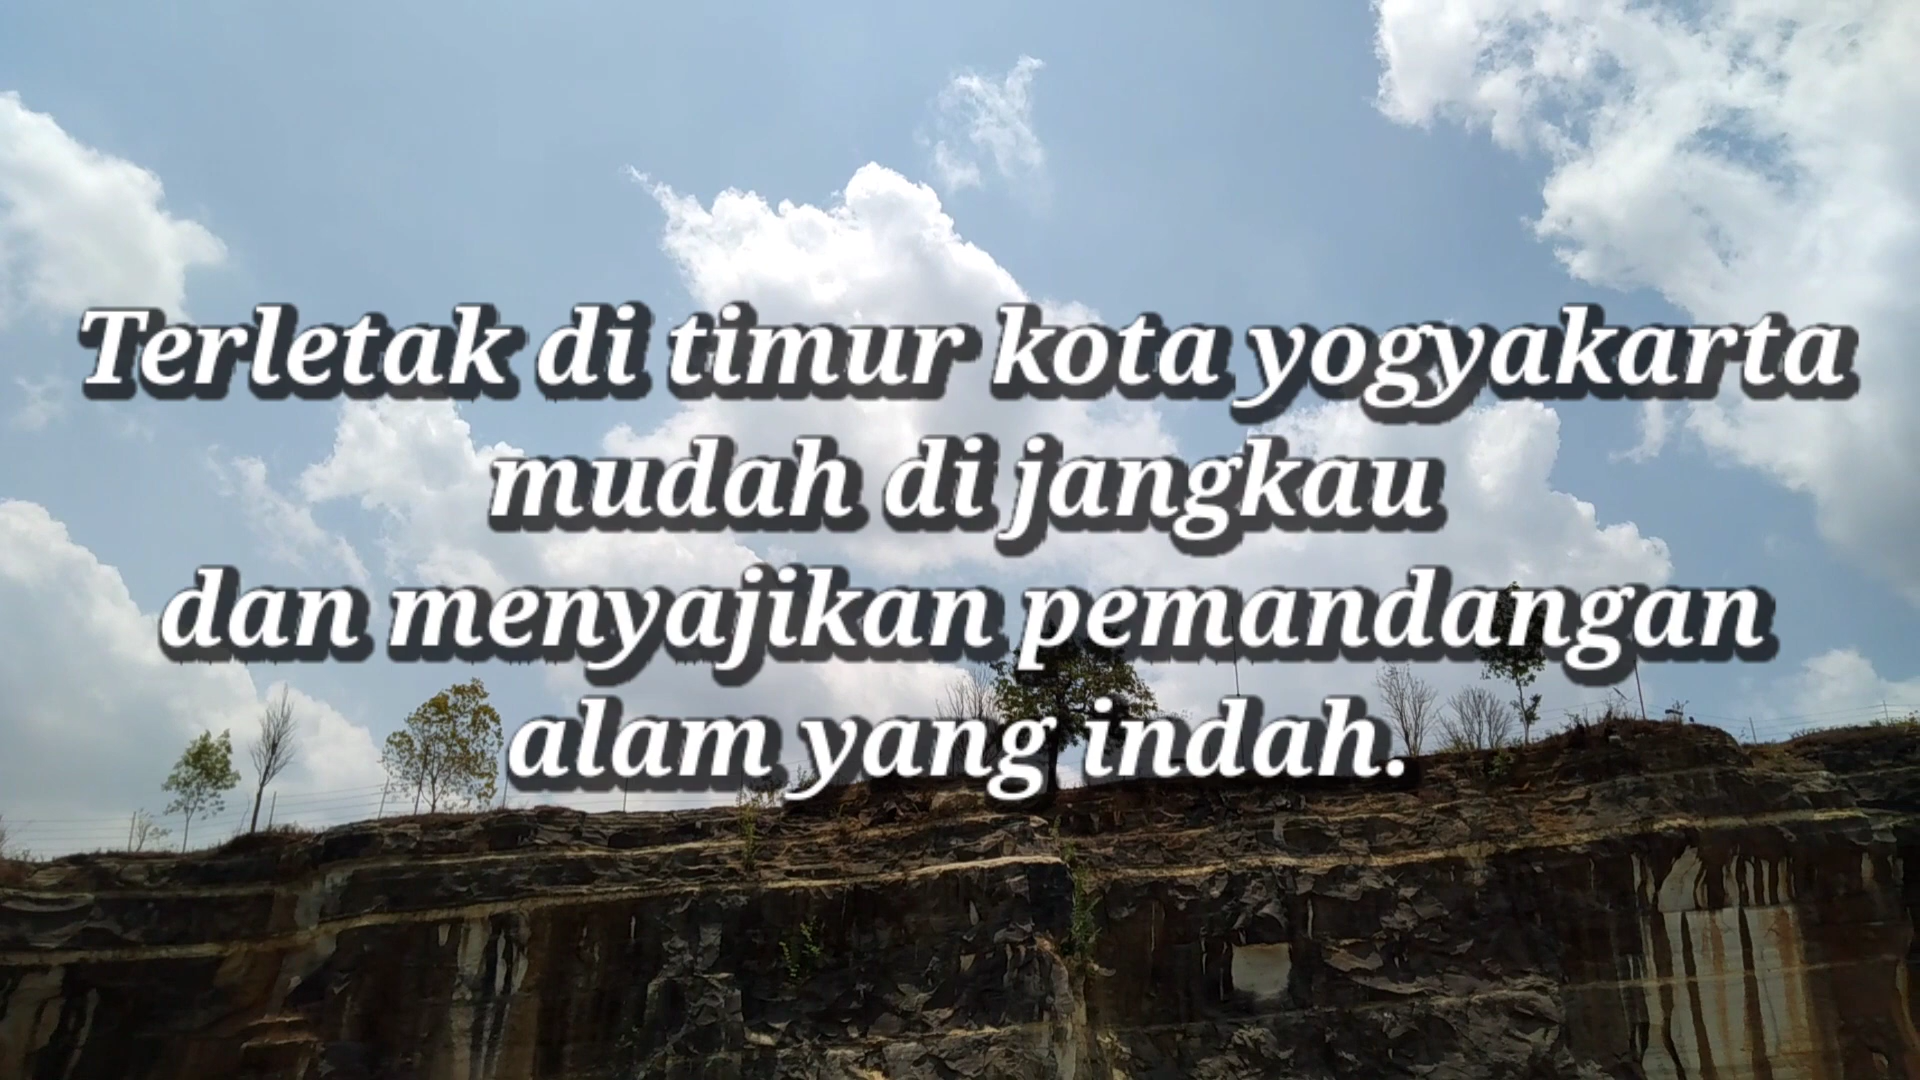 Terletak di timur kota yogyakarta
mudah di jangkau
dan menyajikan pemandangan
alam yang indah.